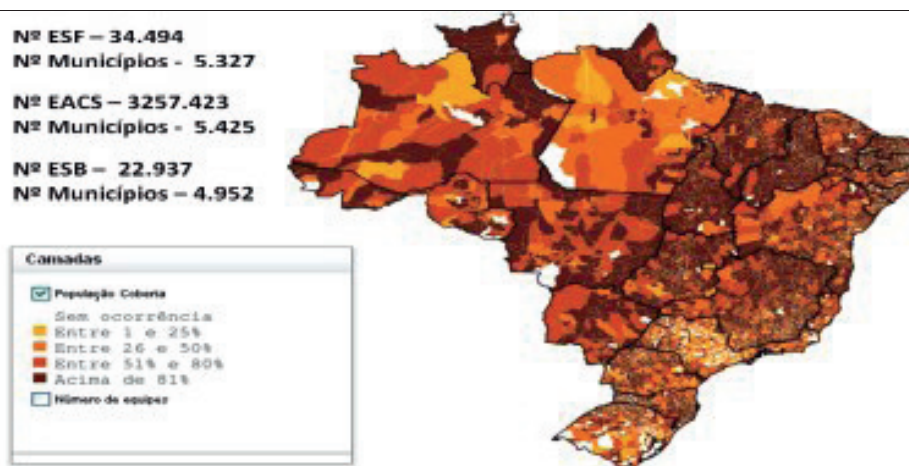 Nº ESF – 34.494
Nº Municípios - 5.327
Nº EACS – 3257.423
Nº Municípios - 5.425
Nº ESB – 22.937
Nº Municípios – 4.952
Camadas
População Coberta
Sem ocorrência
Entre 1 e 25%
Entre 26 e 50%
Entre 51% e 80%
Acima de 81%
Número de equipes